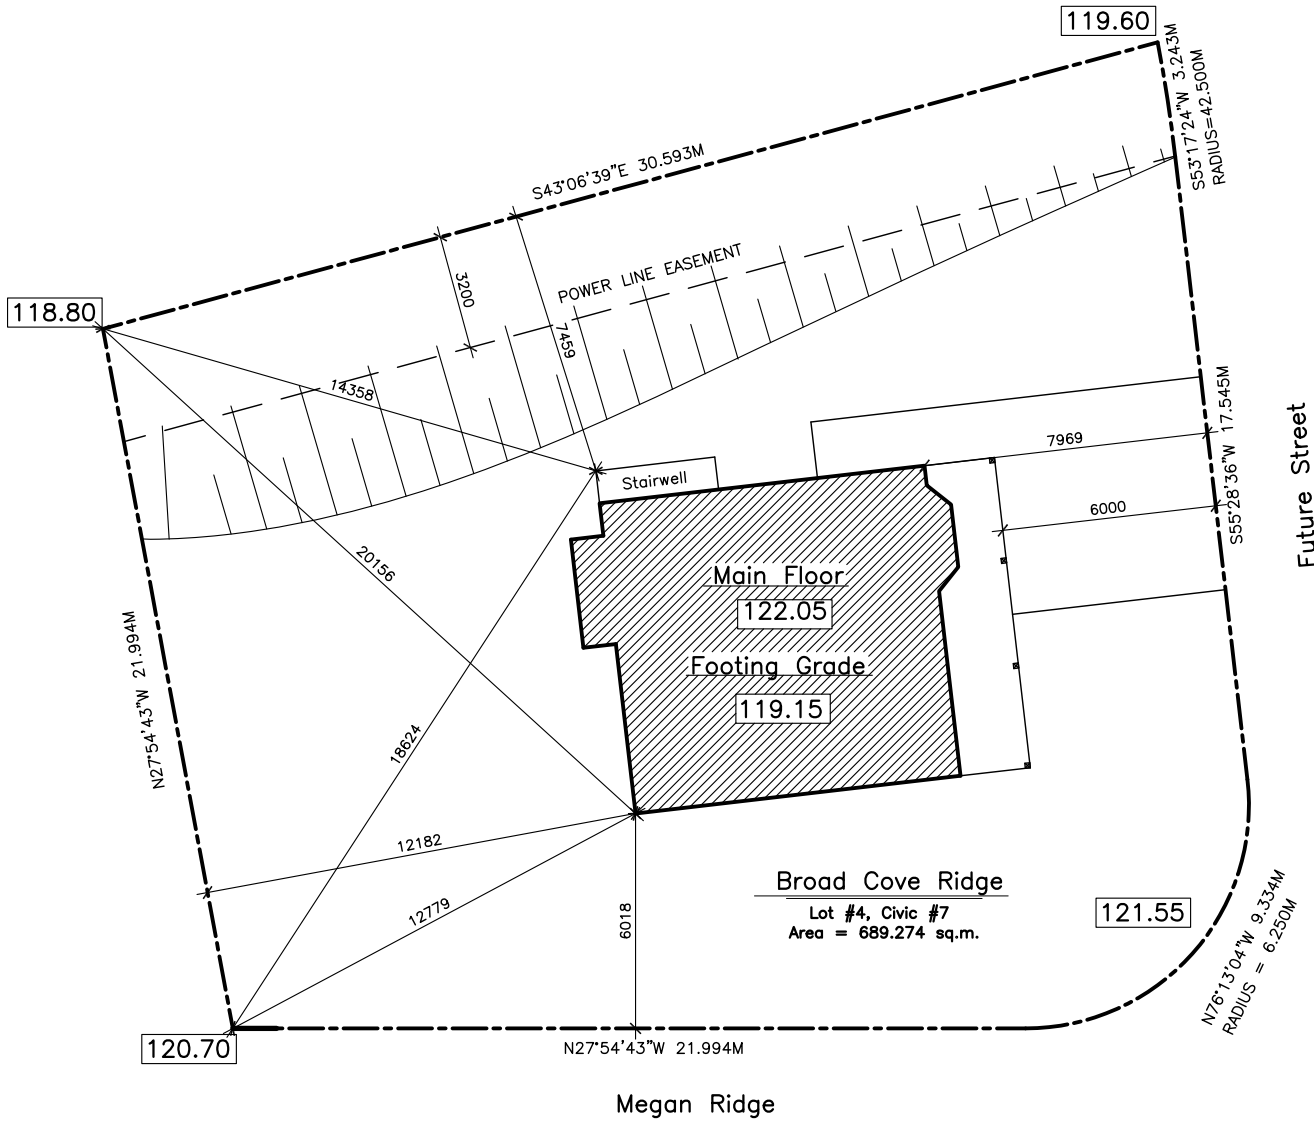 119.60
S53°17'24"W 3.243M
RADIUS=42.500M
S43°06'39"E 30.593M
118.80
3200
POWER LINE EASEMENT
7459
14358
7969
Stairwell
6000
S55°28'36"W 17.545M
Future Street
20156
Main Floor
122.05
Footing Grade
119.15
N27°54'43"W 21.994M
18624
12182
12779
6018
Broad Cove Ridge
Lot #4, Civic #7
Area = 689.274 sq.m.
121.55
N76°13'04"W 9.334M
RADIUS = 6.250M
120.70
N27°54'43"W 21.994M
Megan Ridge